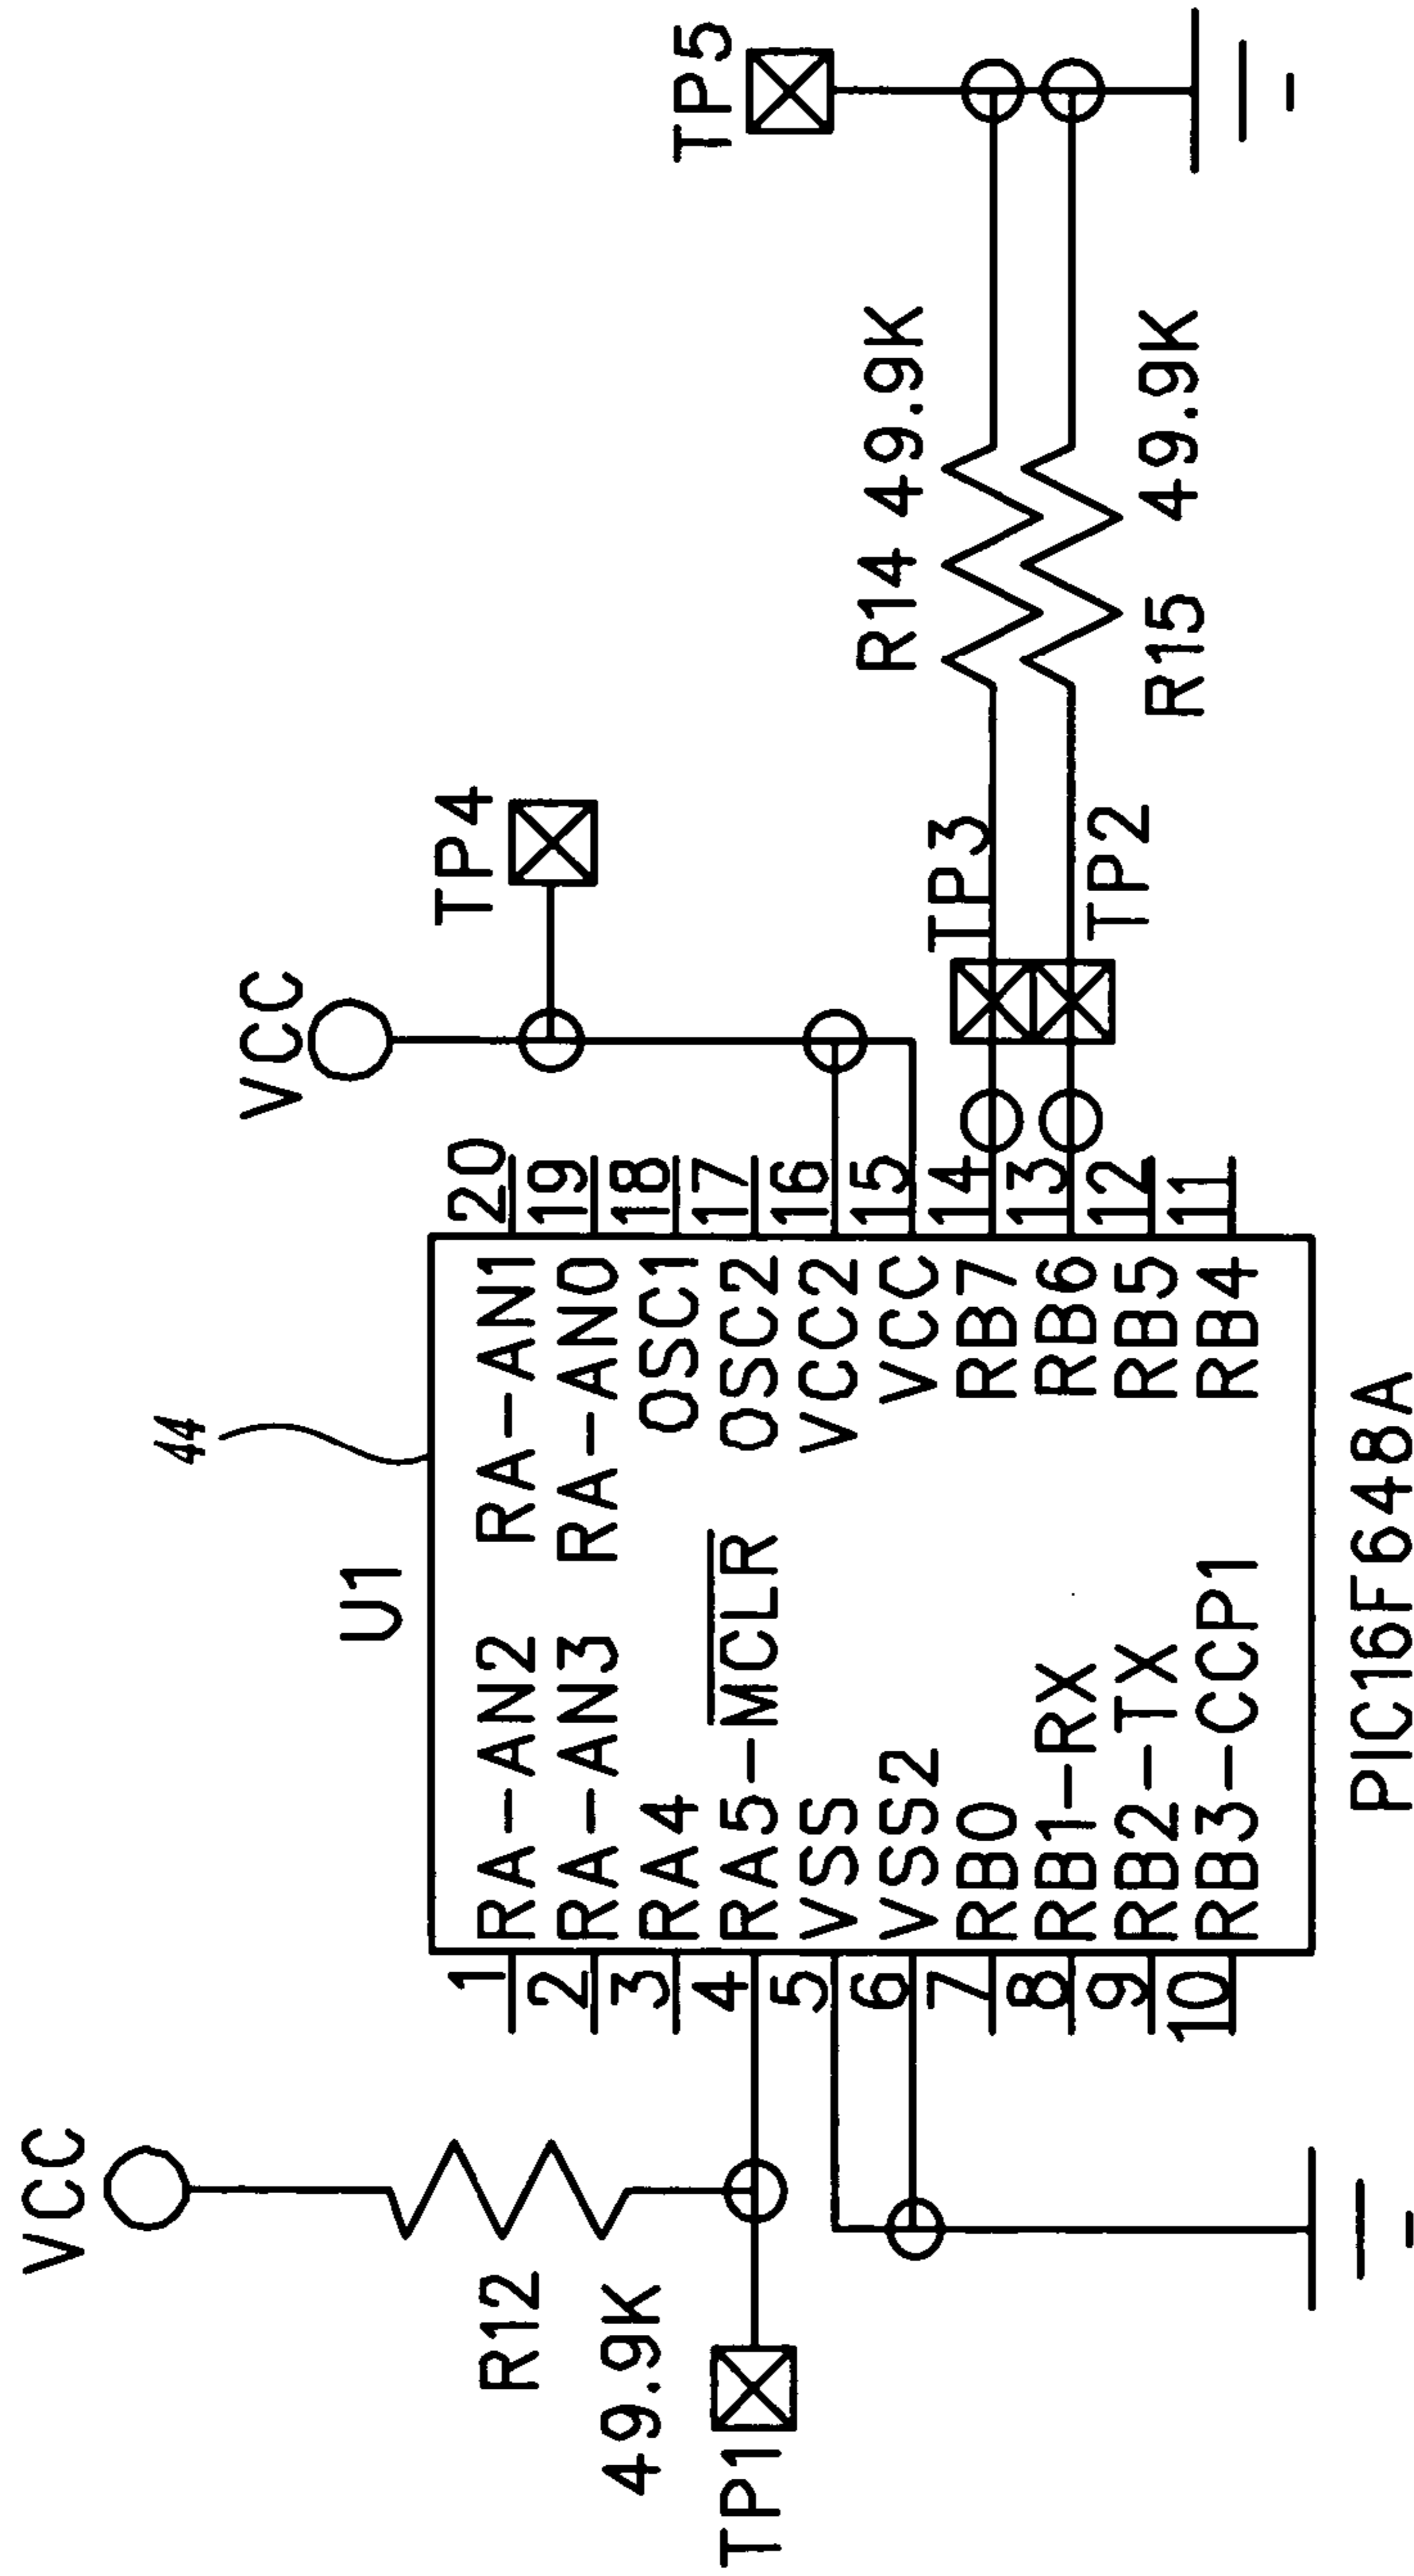 VCC
R12
49.9K
TP1
44
U1
1 RA-AN2 RA-AN1 20
2 RA-AN3 RA-AN0 19
3 RA4 OSC1 18
4 RA5-MCLR OSC2 17
5 VSS VCC2 16
6 VSS2 VCC 15
7 RB0 RB7 14
8 RB1-RX RB6 13
9 RB2-TX RB5 12
10 RB3-CCP1 RB4 11
PIC16F648A
VCC
TP4
TP3
TP2
R14 49.9K
R15 49.9K
TP5